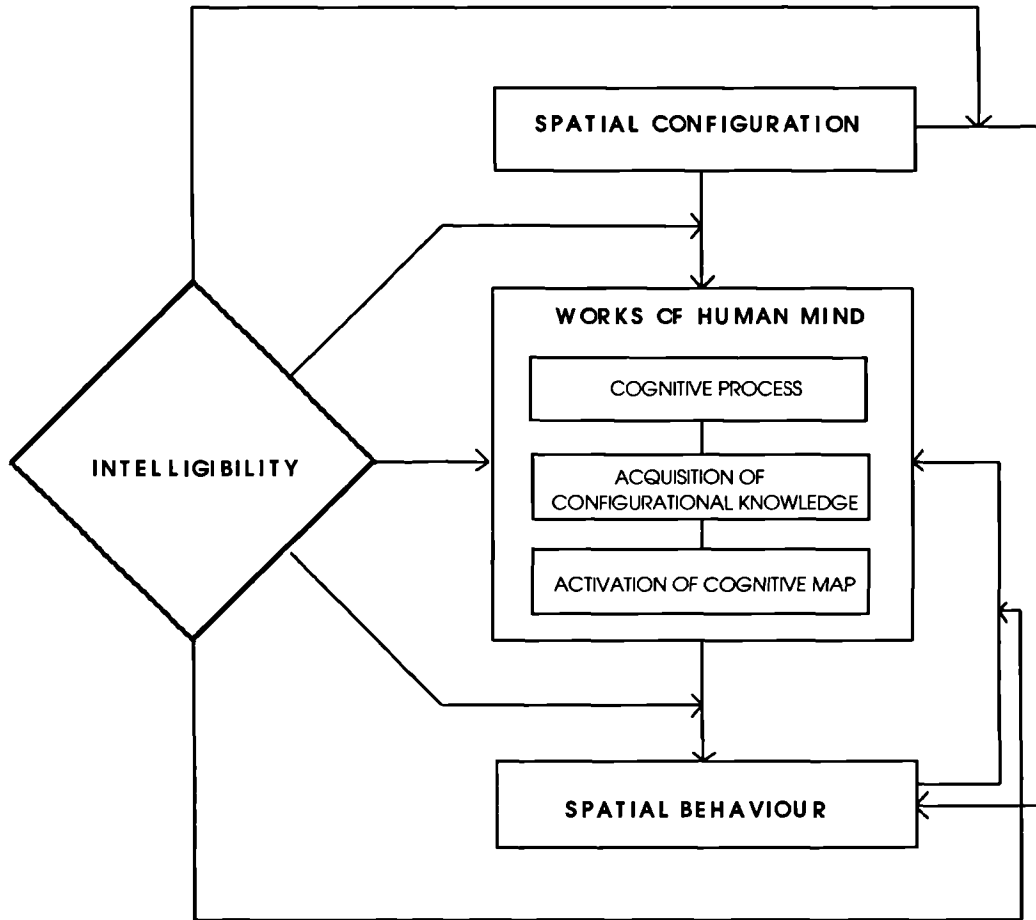 SPATIAL CONFIGURATION
WORKS OF HUMAN MIND
COGNITIVE PROCESS
INTELLIGIBILITY
ACQUISITION OF
CONFIGURATIONAL KNOWLEDGE
ACTIVATION OF COGNITIVE MAP
SPATIAL BEHAVIOUR